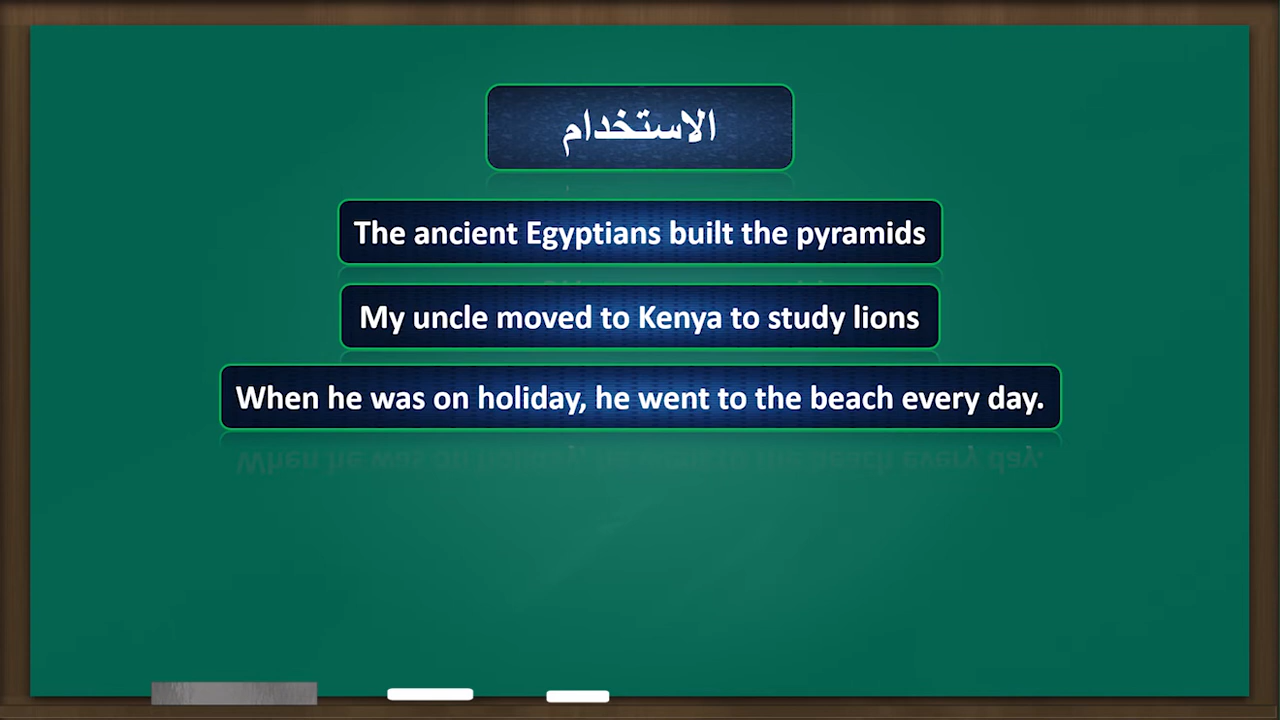 الاستخدام
The ancient Egyptians built the pyramids
My uncle moved to Kenya to study lions
When he was on holiday, he went to the beach every day.